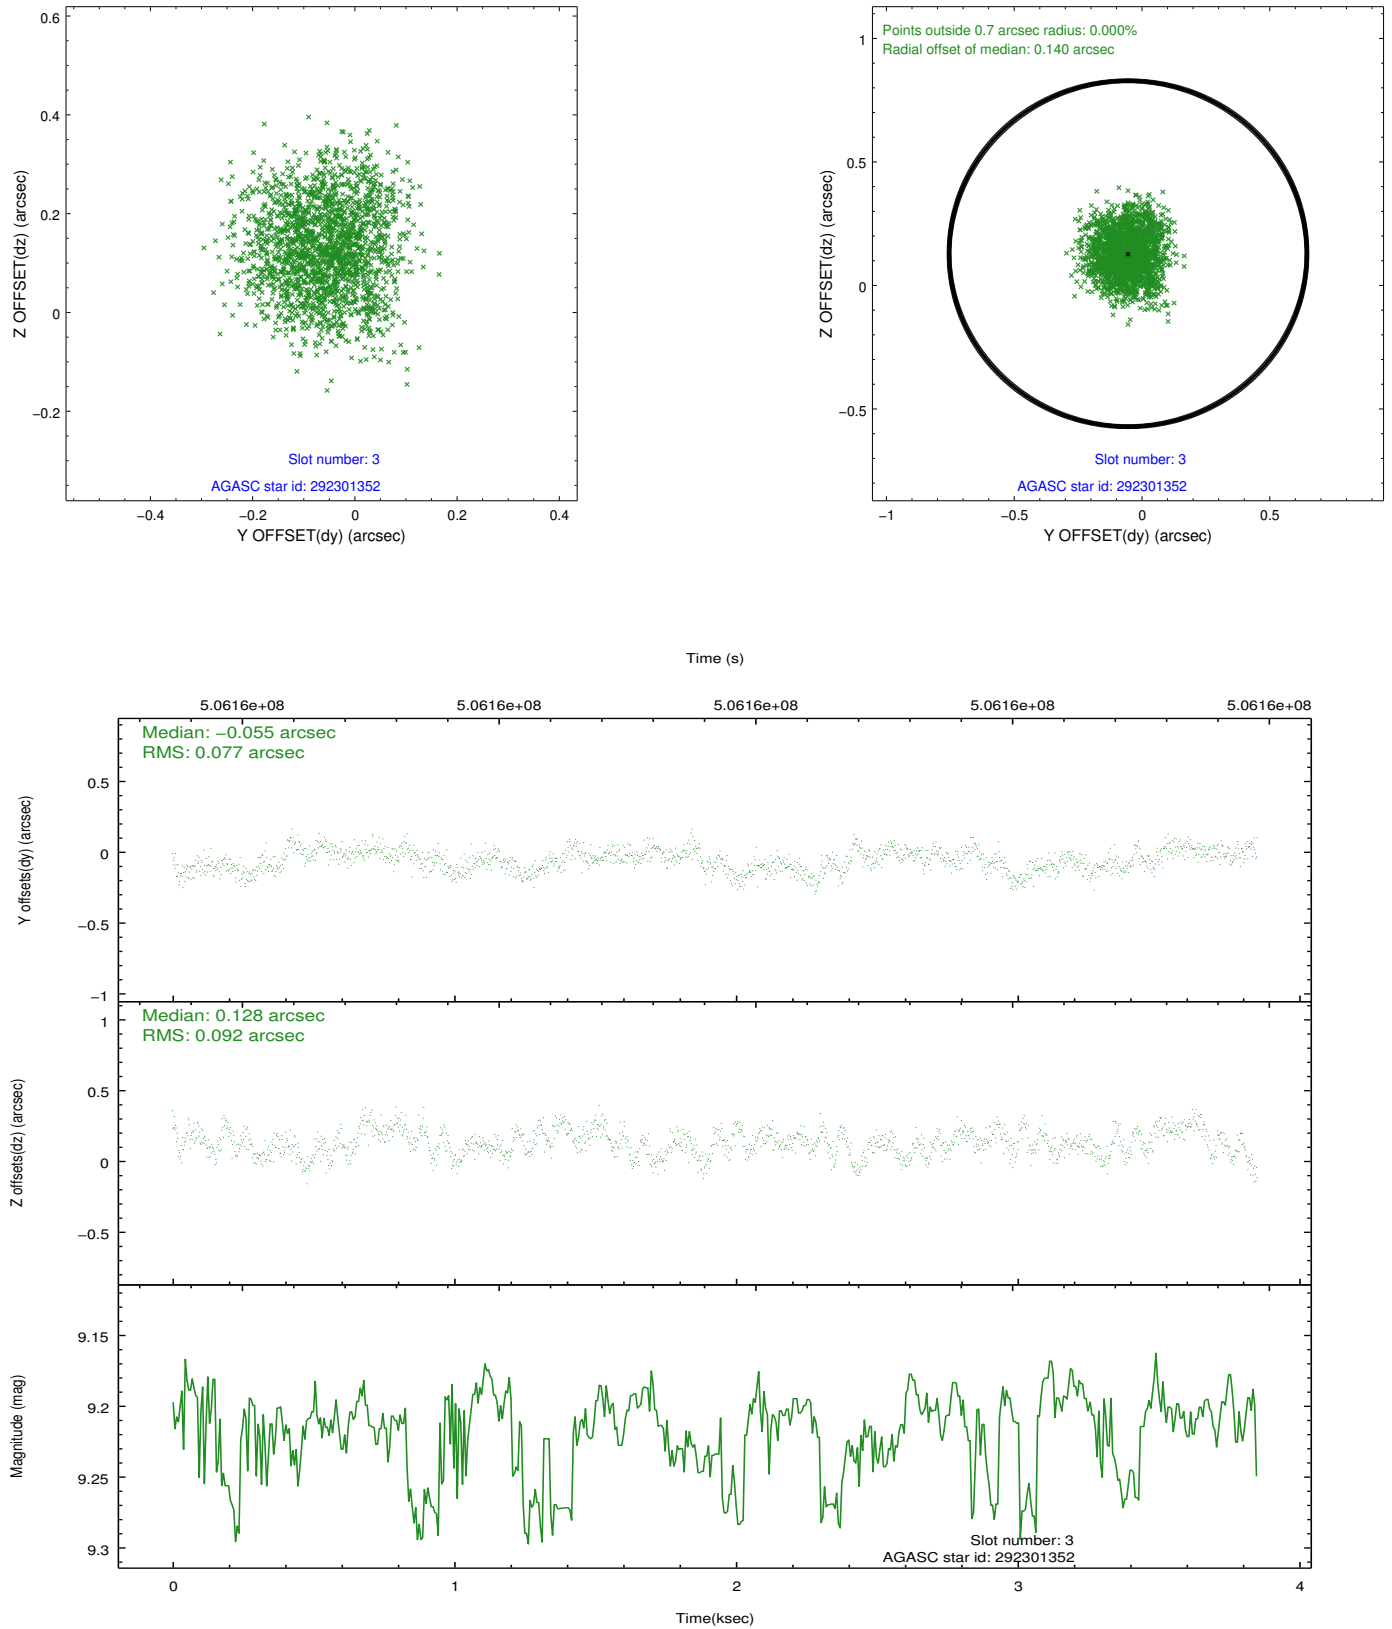 0.6
0.4
0.2
0
−0.2
Z OFFSET(dz) (arcsec)
Slot number: 3
AGASC star id: 292301352
−0.4
−0.2
0
0.2
0.4
Y OFFSET(dy) (arcsec)
Points outside 0.7 arcsec radius: 0.000%
Radial offset of median: 0.140 arcsec
1
0.5
0
−0.5
Z OFFSET(dz) (arcsec)
Slot number: 3
AGASC star id: 292301352
−1
−0.5
0
0.5
Y OFFSET(dy) (arcsec)
Time (s)
5.0616e+08
5.0616e+08
5.0616e+08
5.0616e+08
5.0616e+08
Median: −0.055 arcsec
RMS: 0.077 arcsec
0.5
0
−0.5
−1
Y offsets(dy) (arcsec)
Median: 0.128 arcsec
RMS: 0.092 arcsec
1
0.5
0
−0.5
Z offsets(dz) (arcsec)
9.15
9.2
9.25
9.3
Magnitude (mag)
Slot number: 3
AGASC star id: 292301352
0
1
2
3
4
Time(ksec)